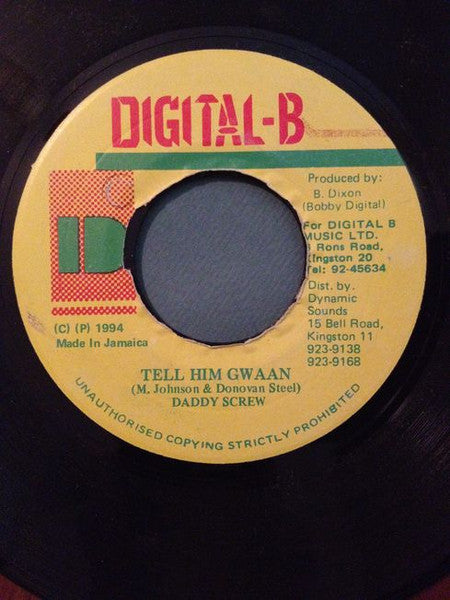 DIGITAL-B
Produced by:
B. Dixon
(Bobby Digital)
For DIGITAL B
MUSIC LTD.
Rons Road,
Kingston 20
Tel: 92-45634
Dist. by:
Dynamic
Sounds
15 Bell Road,
Kingston 11
923-9138
923-9168
(C) (P) 1994
Made In Jamaica
TELL HIM GWAAN
(M. Johnson & Donovan Steel)
DADDY SCREW
UNAUTHORISED COPYING STRICTLY PROHIBITED